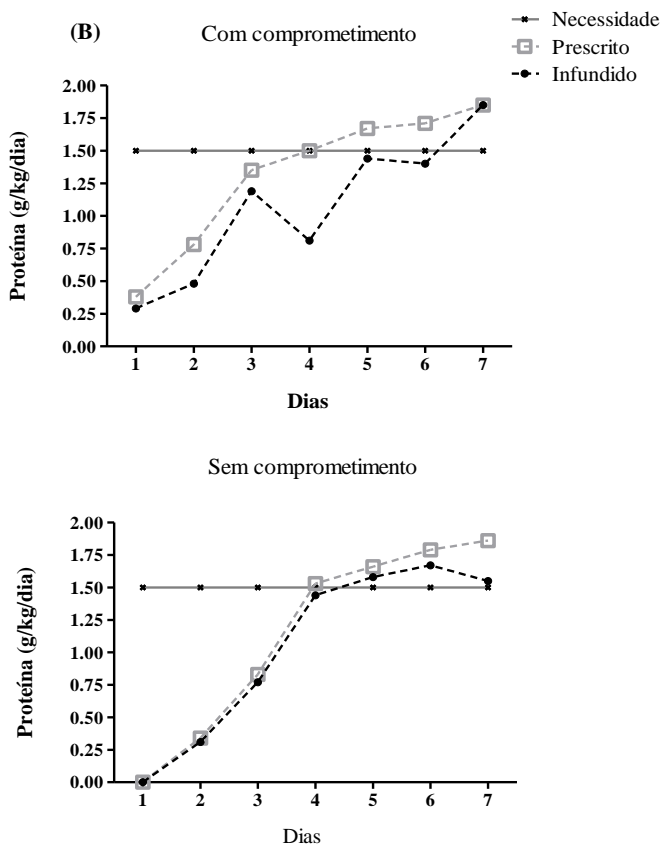 (B)
Com comprometimento
Necessidade
Prescrito
Infundido
Proteína (g/kg/dia)
2.00
1.75
1.50
1.25
1.00
0.75
0.50
0.25
0.00
1 2 3 4 5 6 7
Dias
Sem comprometimento
Proteína (g/kg/dia)
2.00
1.75
1.50
1.25
1.00
0.75
0.50
0.25
0.00
1 2 3 4 5 6 7
Dias